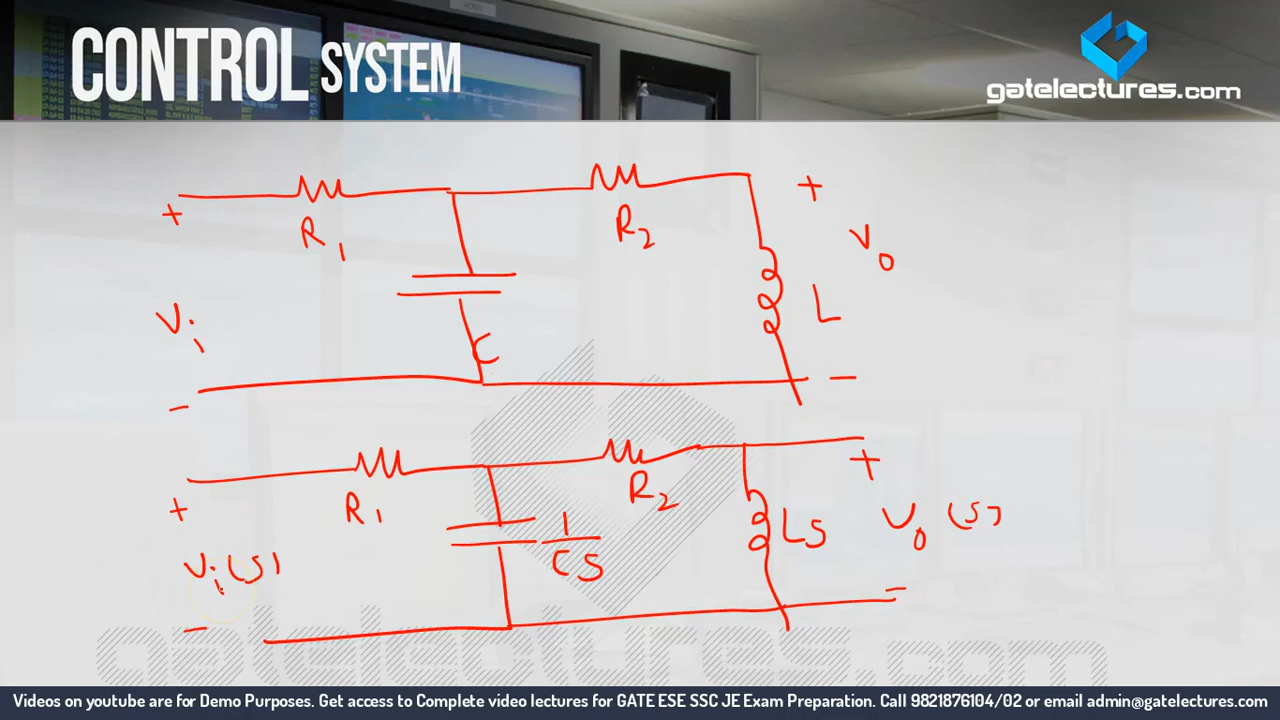 CONTROL SYSTEM
gatelectures.com
R1
R2
+
+
Vo
Vi
L
C
-
-
R1
R2
+
+
1/CS
LS
Vo(s)
Vi(s)
-
-
gatelectures.com
Videos on youtube are for Demo Purposes. Get access to Complete video lectures for GATE ESE SSC JE Exam Preparation. Call 9821876104/02 or email admin@gatelectures.com